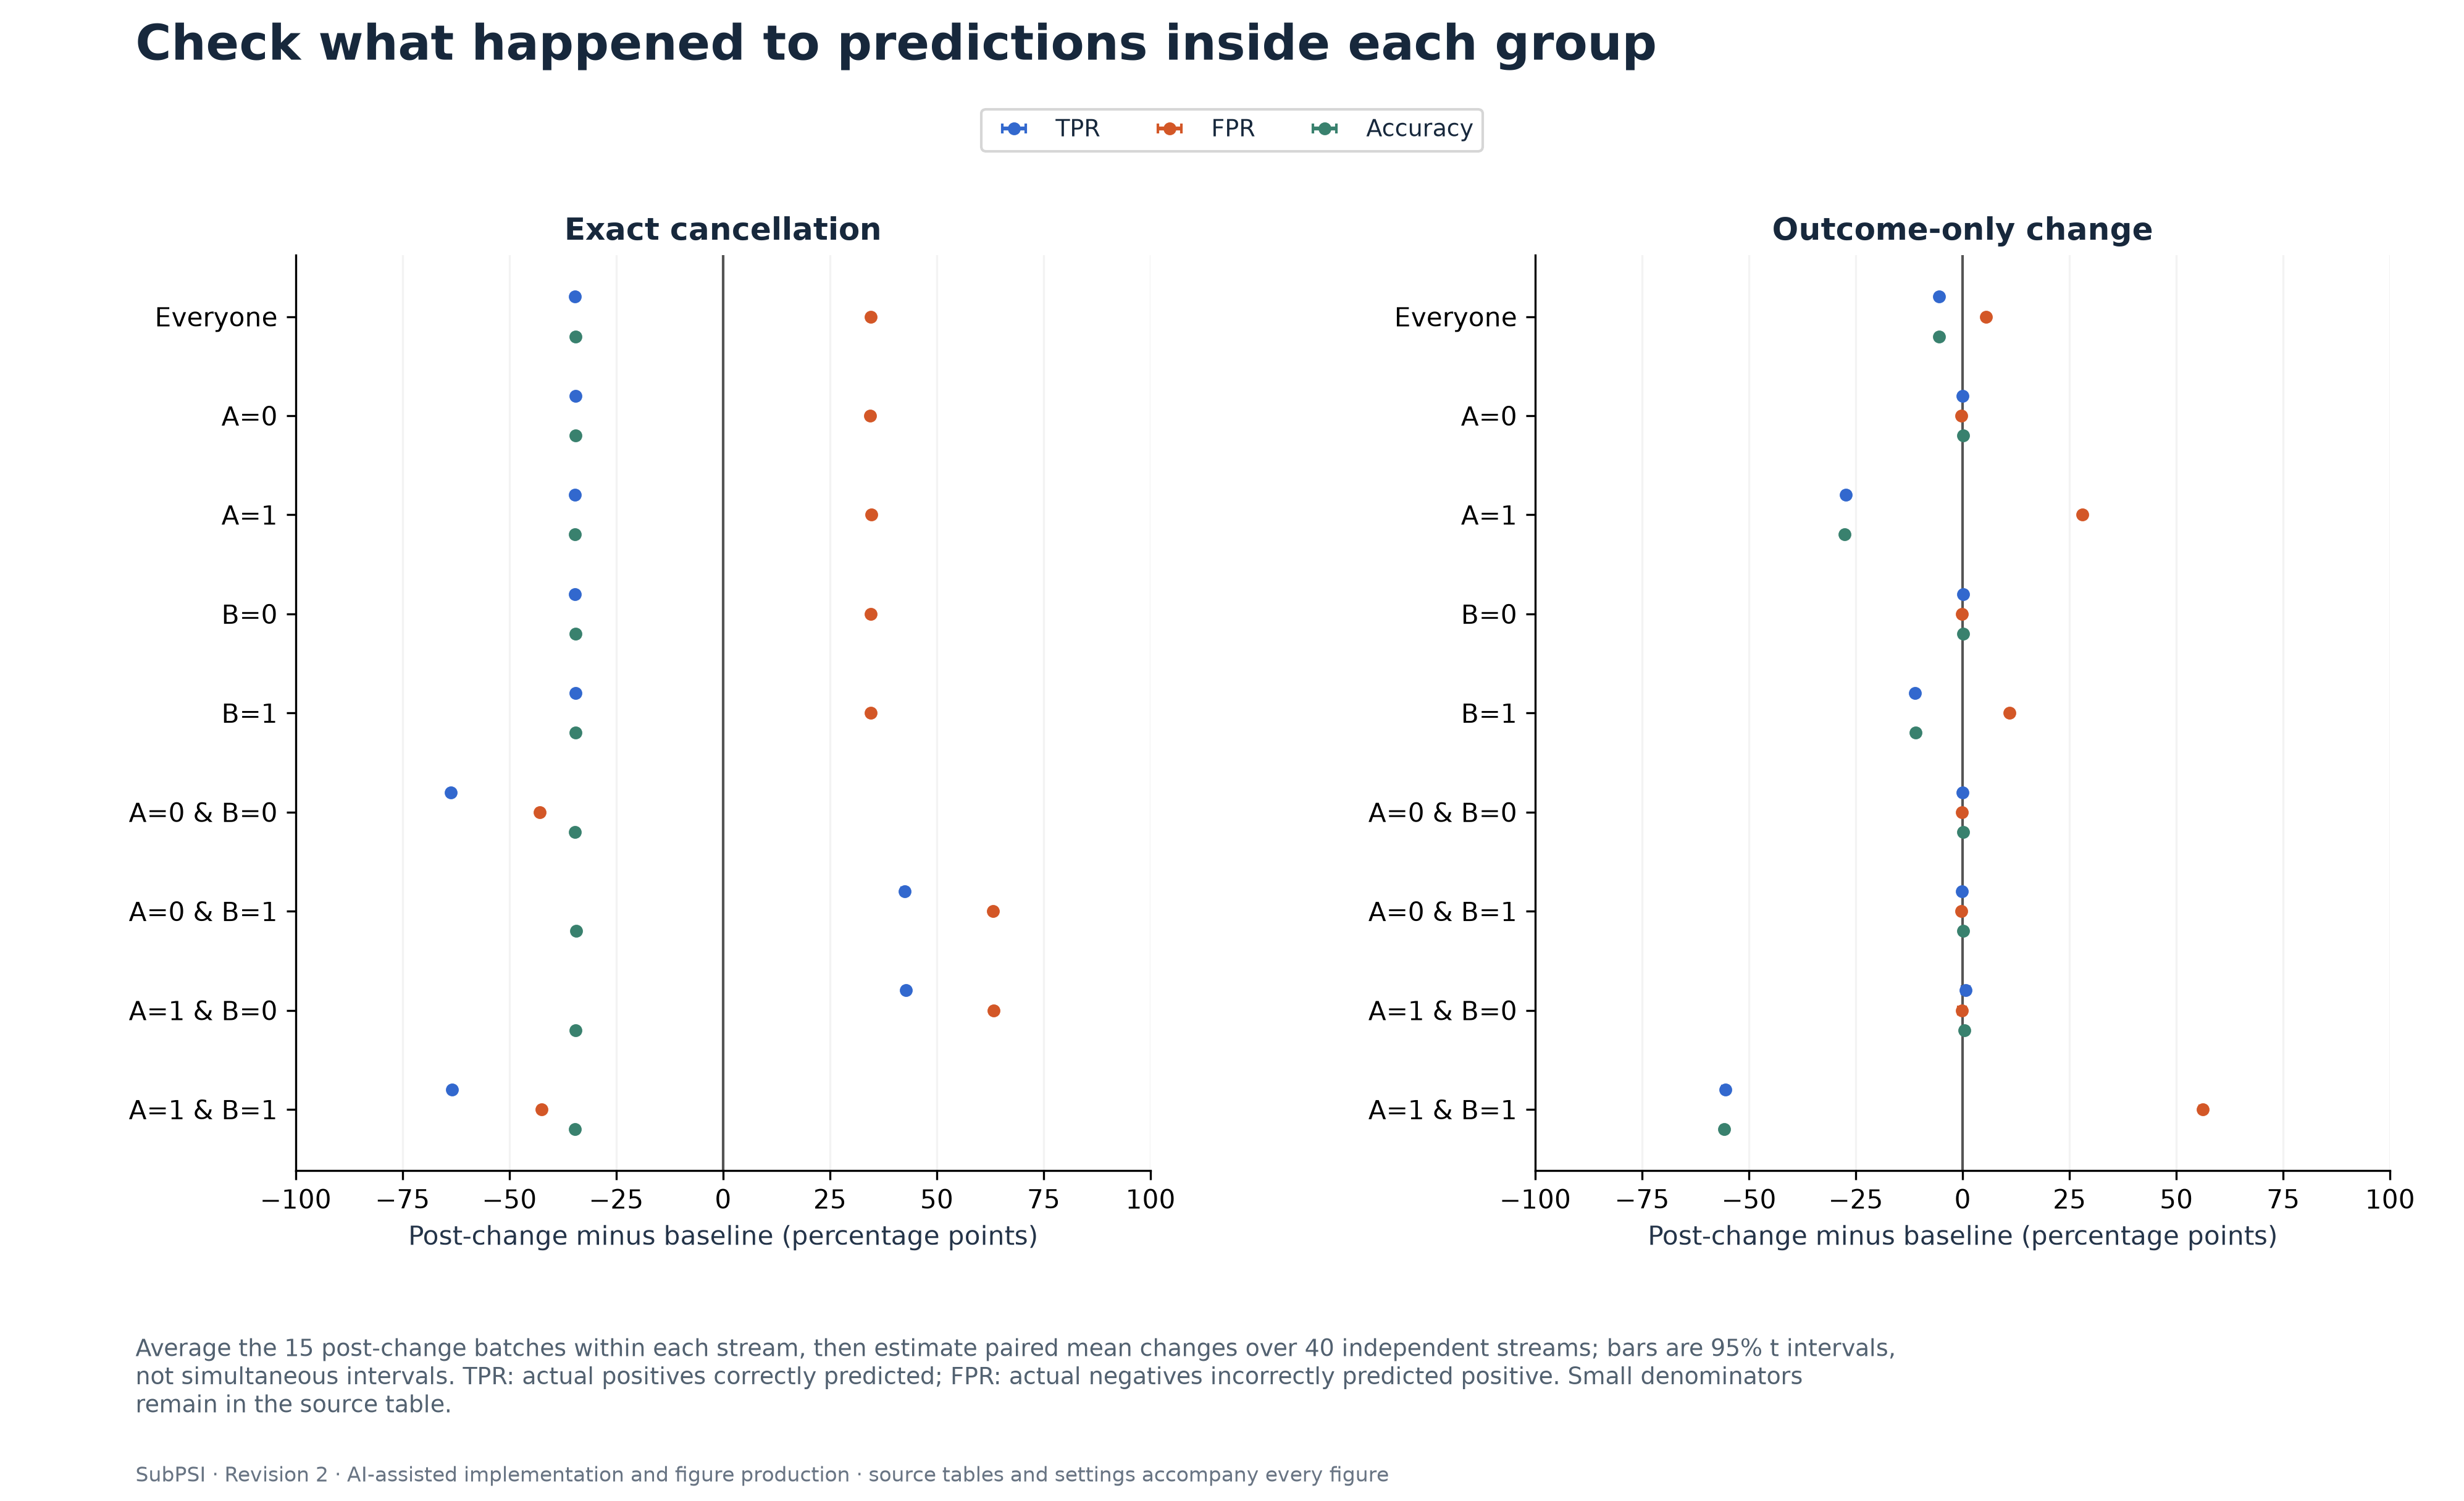 Check what happened to predictions inside each group
TPR
FPR
Accuracy
Exact cancellation
Everyone
A=0
A=1
B=0
B=1
A=0 & B=0
A=0 & B=1
A=1 & B=0
A=1 & B=1
−100
−75
−50
−25
0
25
50
75
100
Post-change minus baseline (percentage points)
Outcome-only change
Everyone
A=0
A=1
B=0
B=1
A=0 & B=0
A=0 & B=1
A=1 & B=0
A=1 & B=1
−100
−75
−50
−25
0
25
50
75
100
Post-change minus baseline (percentage points)
Average the 15 post-change batches within each stream, then estimate paired mean changes over 40 independent streams; bars are 95% t intervals,
not simultaneous intervals. TPR: actual positives correctly predicted; FPR: actual negatives incorrectly predicted positive. Small denominators
remain in the source table.
SubPSI · Revision 2 · AI-assisted implementation and figure production · source tables and settings accompany every figure